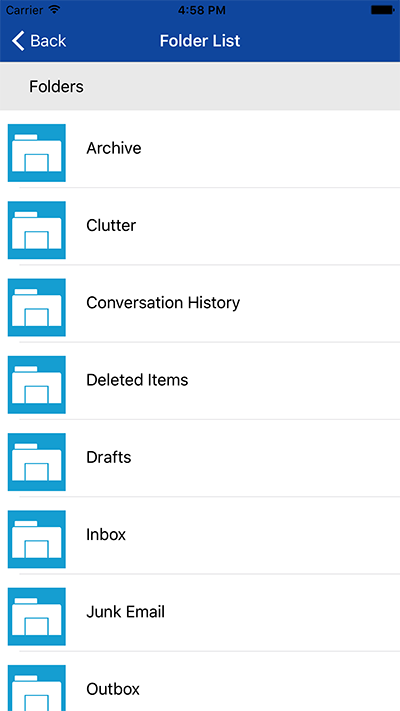 Carrier 4:58 PM
Back Folder List
Folders
Archive
Clutter
Conversation History
Deleted Items
Drafts
Inbox
Junk Email
Outbox